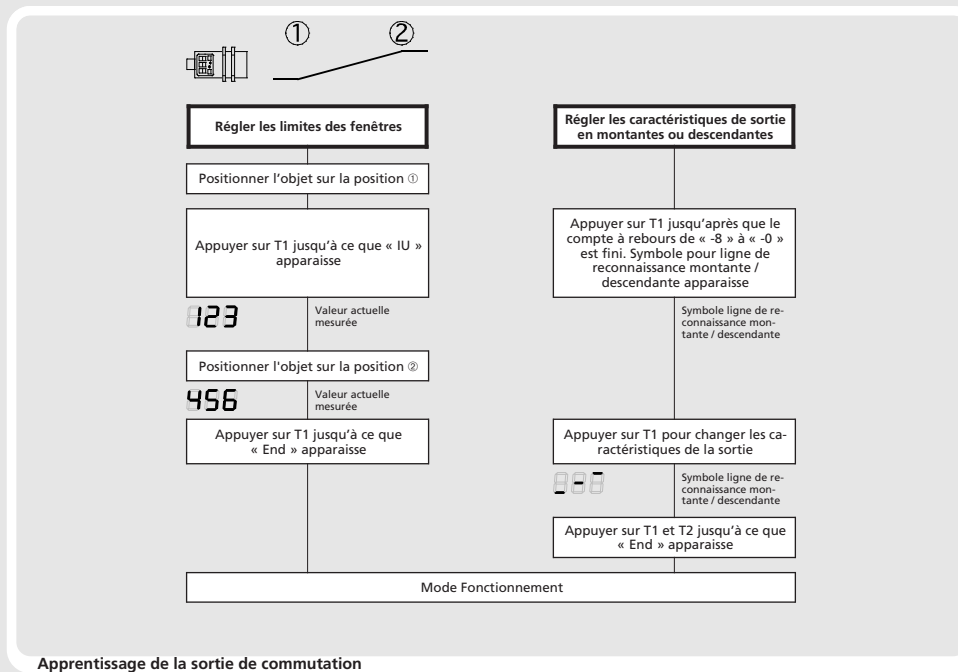 ① ②
Régler les limites des fenêtres
Positionner l'objet sur la position ①
Appuyer sur T1 jusqu'à ce que « IU »
apparaisse
123
Valeur actuelle
mesurée
Positionner l'objet sur la position ②
456
Valeur actuelle
mesurée
Appuyer sur T1 jusqu'à ce que
« End » apparaisse
Régler les caractéristiques de sortie
en montantes ou descendantes
Appuyer sur T1 jusqu'après que le
compte à rebours de « -8 » à « -0 »
est fini. Symbole pour ligne de
reconnaissance montante /
descendante apparaisse
Symbole ligne de re-
connaissance mon-
tante / descendante
Appuyer sur T1 pour changer les ca-
ractéristiques de la sortie
Symbole ligne de re-
connaissance mon-
tante / descendante
Appuyer sur T1 et T2 jusqu'à ce que
« End » apparaisse
Mode Fonctionnement
Apprentissage de la sortie de commutation